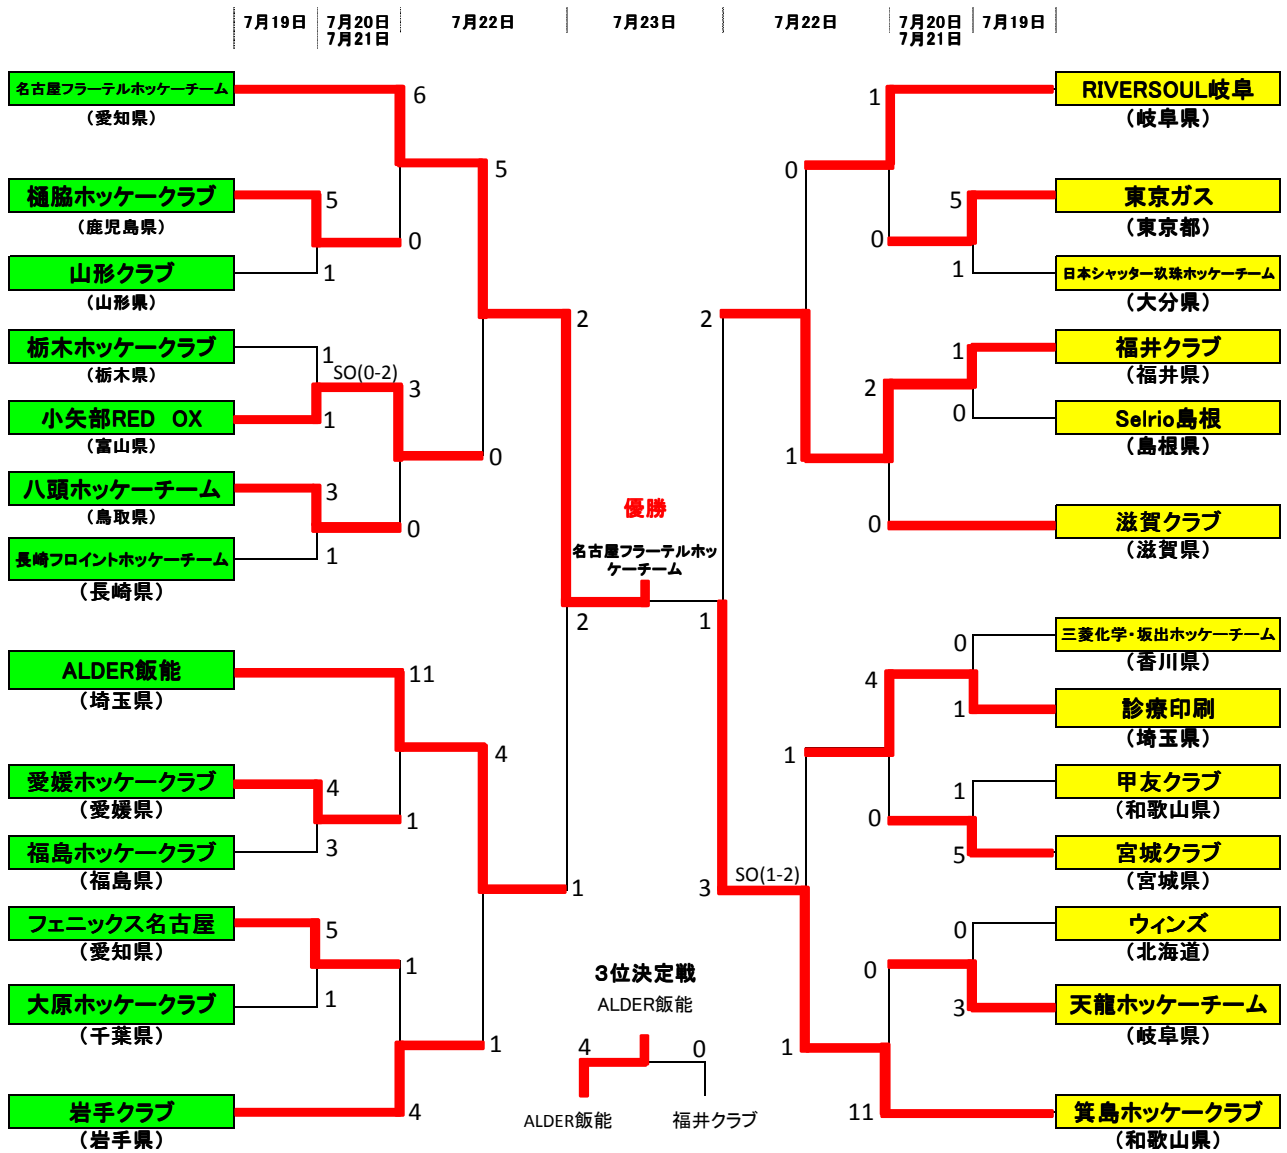 7月19日
7月20日
7月21日
7月22日
7月23日
7月22日
7月20日
7月21日
7月19日
名古屋フラーテルホッケーチーム
(愛知県)
樋脇ホッケークラブ
(鹿児島県)
山形クラブ
(山形県)
栃木ホッケークラブ
(栃木県)
小矢部RED OX
(富山県)
八頭ホッケーチーム
(鳥取県)
長崎フロイントホッケーチーム
(長崎県)
ALDER飯能
(埼玉県)
愛媛ホッケークラブ
(愛媛県)
福島ホッケークラブ
(福島県)
フェニックス名古屋
(愛知県)
大原ホッケークラブ
(千葉県)
岩手クラブ
(岩手県)
5
1
1
1
3
1
4
3
5
1
SO(0-2)
6
0
3
0
11
1
1
4
5
0
4
1
2
1
2
優勝
名古屋フラーテルホッ
ケーチーム
1
3位決定戦
ALDER飯能
4
0
ALDER飯能
福井クラブ
2
3
SO(1-2)
0
1
1
1
1
0
2
0
4
0
0
11
5
1
1
0
0
1
1
5
0
3
RIVERSOUL岐阜
(岐阜県)
東京ガス
(東京都)
日本シャッター玖珠ホッケーチーム
(大分県)
福井クラブ
(福井県)
Selrio島根
(島根県)
滋賀クラブ
(滋賀県)
三菱化学・坂出ホッケーチーム
(香川県)
診療印刷
(埼玉県)
甲友クラブ
(和歌山県)
宮城クラブ
(宮城県)
ウィンズ
(北海道)
天龍ホッケーチーム
(岐阜県)
箕島ホッケークラブ
(和歌山県)